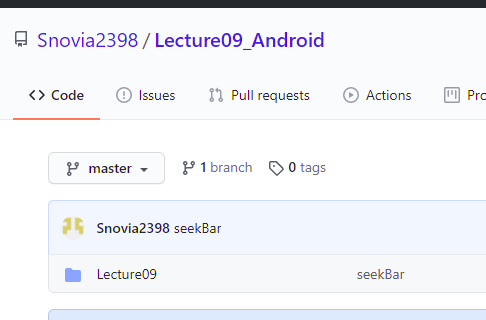 Snovia2398 / Lecture09_Android
Code Issues Pull requests Actions Pro
master 1 branch 0 tags
Snovia2398 seekBar
Lecture09 seekBar